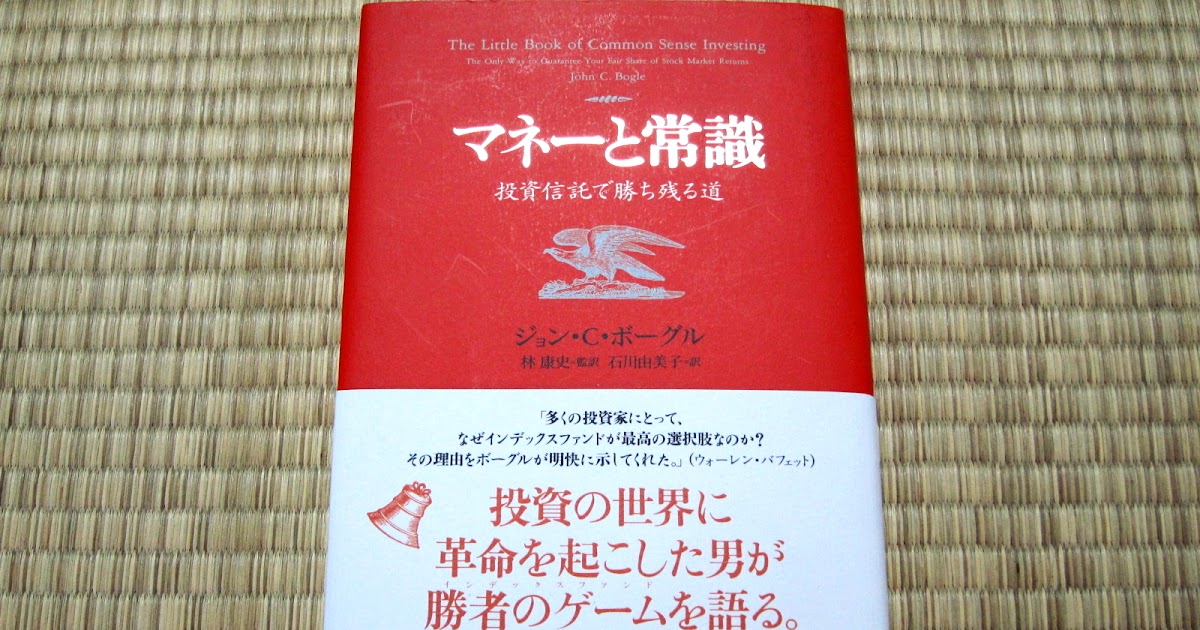 The Little Book of Common Sense Investing
The Only Way to Guarantee Your Fair Share of Stock Market Returns
John C. Bogle
マネーと常識
投資信託で勝ち残る道
ジョン・C・ボーグル
林 康史=監訳 石川由美子=訳
「多くの投資家にとって、
なぜインデックスファンドが最高の選択肢なのか?
その理由をボーグルが明快に示してくれた。」(ウォーレン・バフェット)
投資の世界に
革命を起こした男が
インデックスファンド
勝者のゲームを語る。